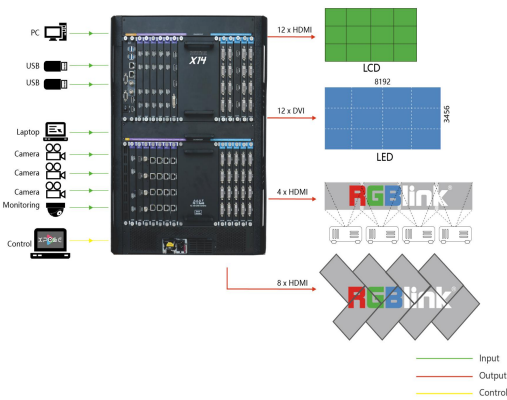 PC
USB
USB
Laptop
Camera
Camera
Camera
Monitoring
Control
XPOSE
X14
12 x HDMI
LCD
8192
12 x DVI
3456
LED
4 x HDMI
RGBlink
8 x HDMI
RGBlink
Input
Output
Control